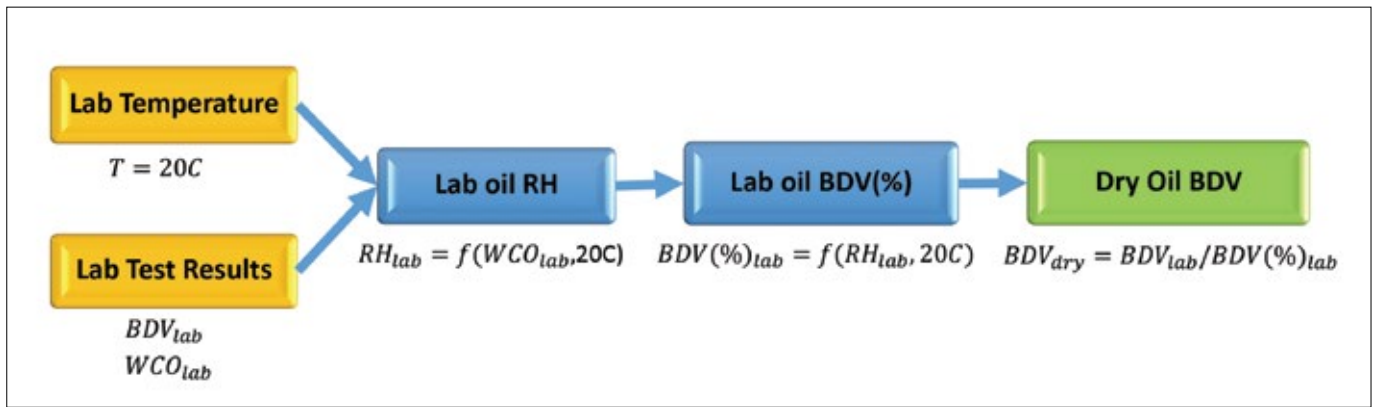 Lab Temperature
T = 20C
Lab Test Results
BDV_lab
WCO_lab
Lab oil RH
RH_lab = f(WCO_lab,20C)
Lab oil BDV(%)
BDV(%)_lab = f(RH_lab, 20C)
Dry Oil BDV
BDV_dry = BDV_lab/BDV(%)_lab